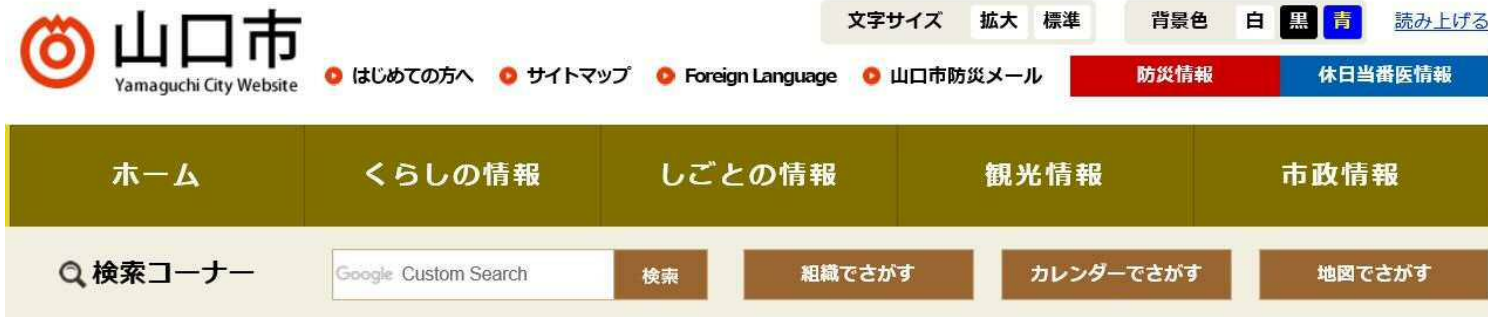 山口市
Yamaguchi City Website
文字サイズ 拡大 標準 背景色 白 黒 青 読み上げる
はじめての方へ サイトマップ Foreign Language 山口市防災メール 防災情報 休日当番医情報
ホーム くらしの情報 しごとの情報 観光情報 市政情報
検索コーナー Google Custom Search 検索 組織でさがす カレンダーでさがす 地図でさがす